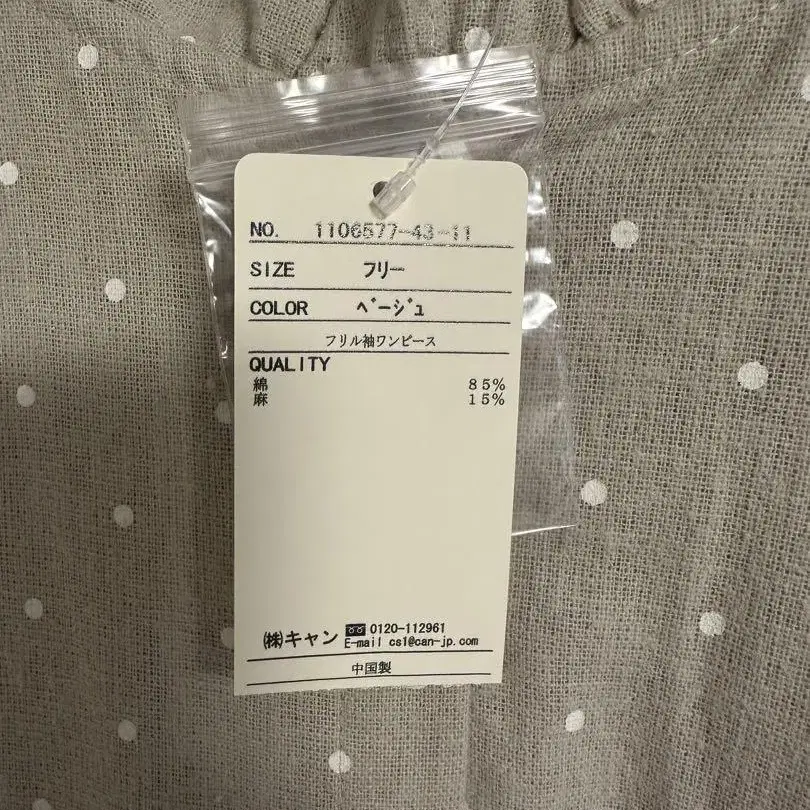 NO. 1106577-43-11
SIZE フリー
COLOR ベージュ
フリル袖ワンピース
QUALITY
綿 85%
麻 15%
㈱キャン 0120-112961
E-mail cs1@can-jp.com
中国製